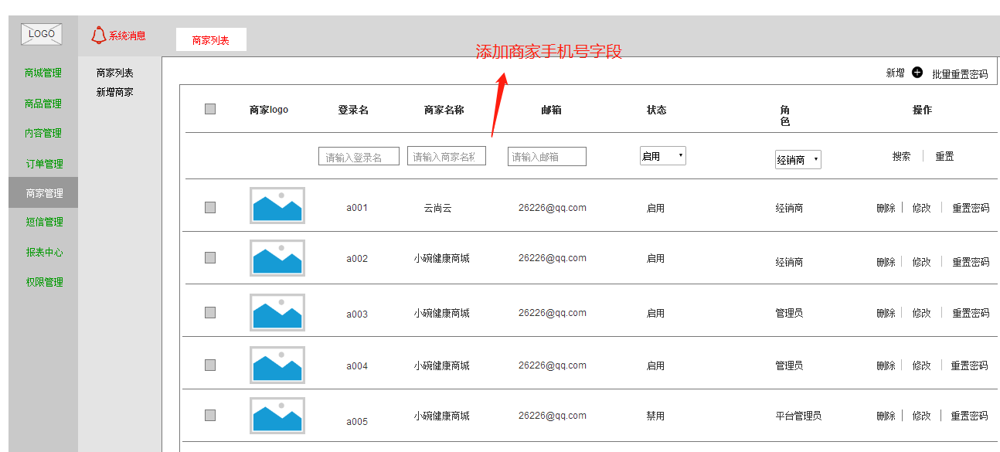 LOGO
系统消息
商家列表
添加商家手机号字段
商城管理
商品管理
内容管理
订单管理
商家管理
短信管理
报表中心
权限管理
商家列表
新增商家
新增 批量重置密码
商家logo 登录名 商家名称 邮箱 状态 角色 操作
请输入登录名 请输入商家名称 请输入邮箱 启用 经销商 搜索 重置
a001 云尚云 26226@qq.com 启用 经销商 删除 修改 重置密码
a002 小碗健康商城 26226@qq.com 启用 经销商 删除 修改 重置密码
a003 小碗健康商城 26226@qq.com 启用 管理员 删除 修改 重置密码
a004 小碗健康商城 26226@qq.com 启用 管理员 删除 修改 重置密码
a005 小碗健康商城 26226@qq.com 禁用 平台管理员 删除 修改 重置密码